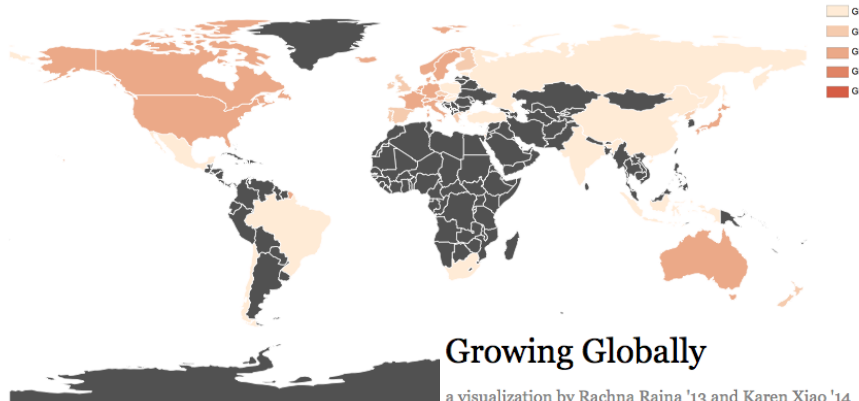 G
G
G
G
G
Growing Globally
a visualization by Rachna Raina '13 and Karen Xiao '14